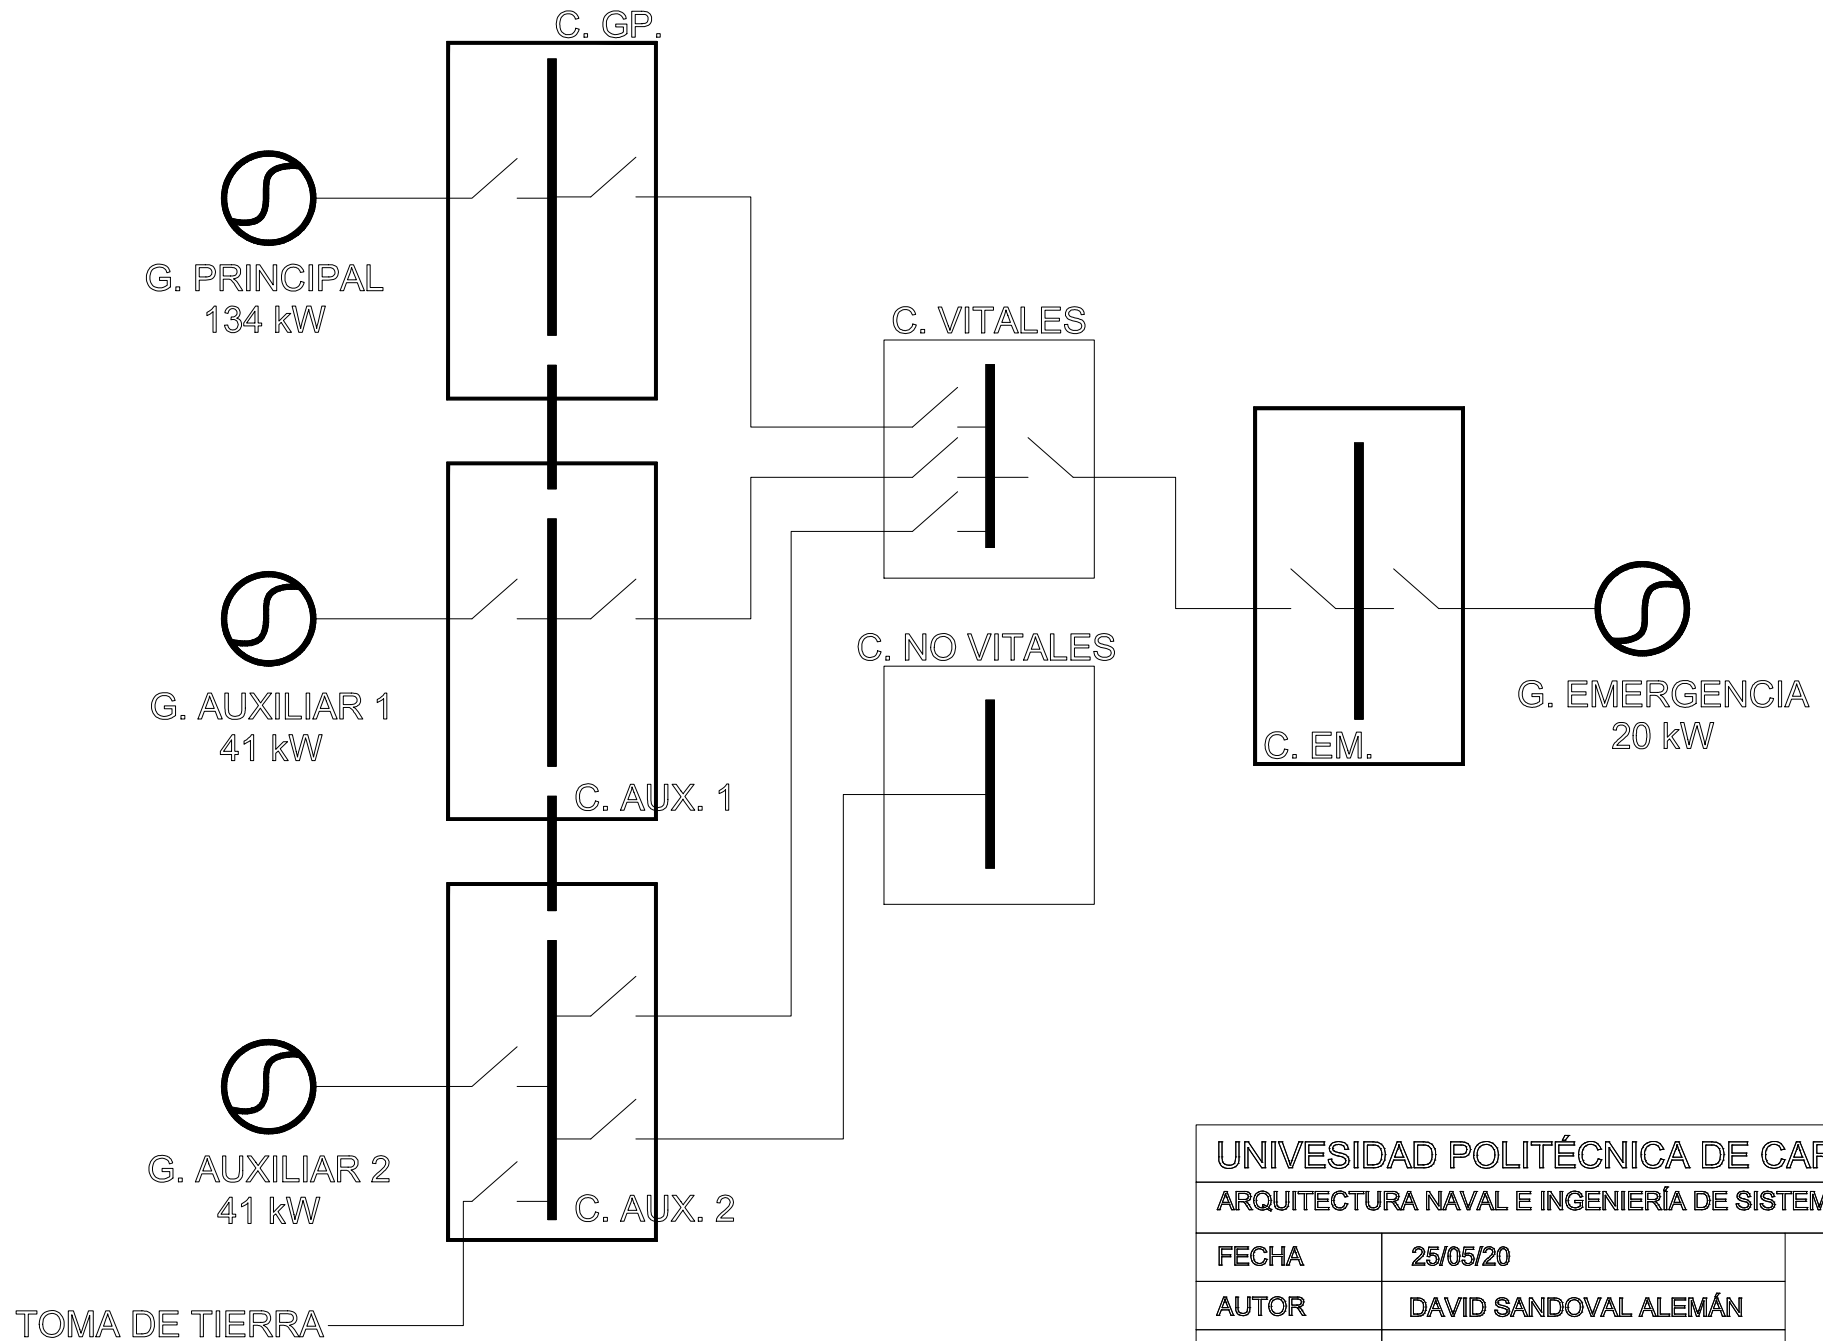 C. GP.
G. PRINCIPAL
134 kW
C. VITALES
C. NO VITALES
G. AUXILIAR 1
41 kW
C. AUX. 1
C. EM.
G. EMERGENCIA
20 kW
G. AUXILIAR 2
41 kW
C. AUX. 2
TOMA DE TIERRA
UNIVESIDAD POLITÉCNICA DE
ARQUITECTURA NAVAL E INGENIERÍA DE
FECHA 25/05/20
AUTOR DAVID SANDOVAL ALEMÁN